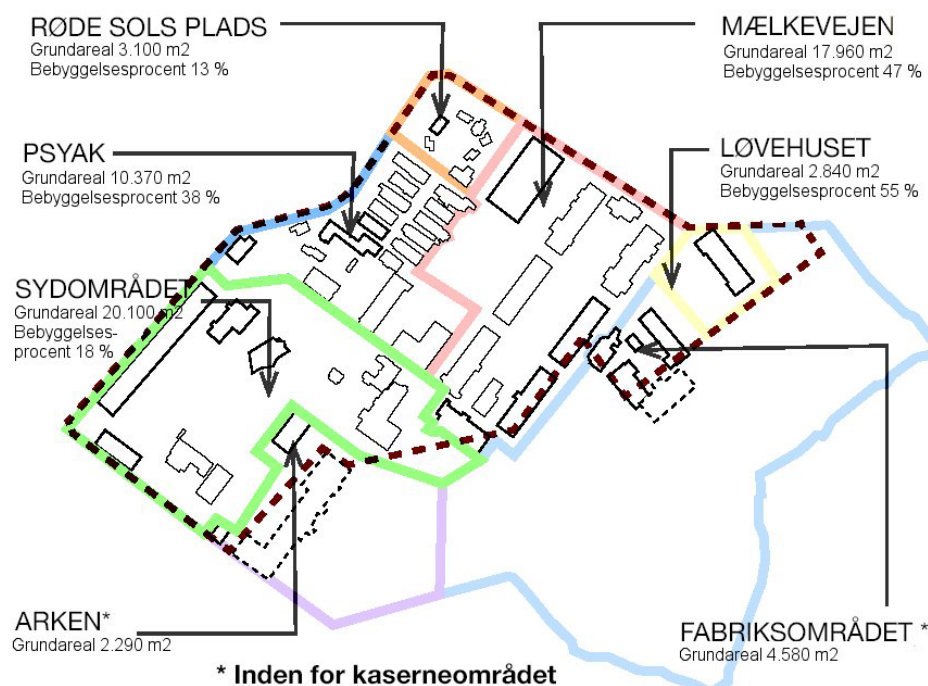 RØDE SOLS PLADS
Grundareal 3.100 m2
Bebyggelsesprocent 13 %
MÆLKEVEJEN
Grundareal 17.960 m2
Bebyggelsesprocent 47 %
PSYAK
Grundareal 10.370 m2
Bebyggelsesprocent 38 %
LØVEHUSET
Grundareal 2.840 m2
Bebyggelsesprocent 55 %
SYDOMRÅDET
Grundareal 20.100 m2
Bebyggelses-
procent 18 %
ARKEN*
Grundareal 2.290 m2
FABRIKSOMRÅDET *
Grundareal 4.580 m2
* Inden for kaserneområdet